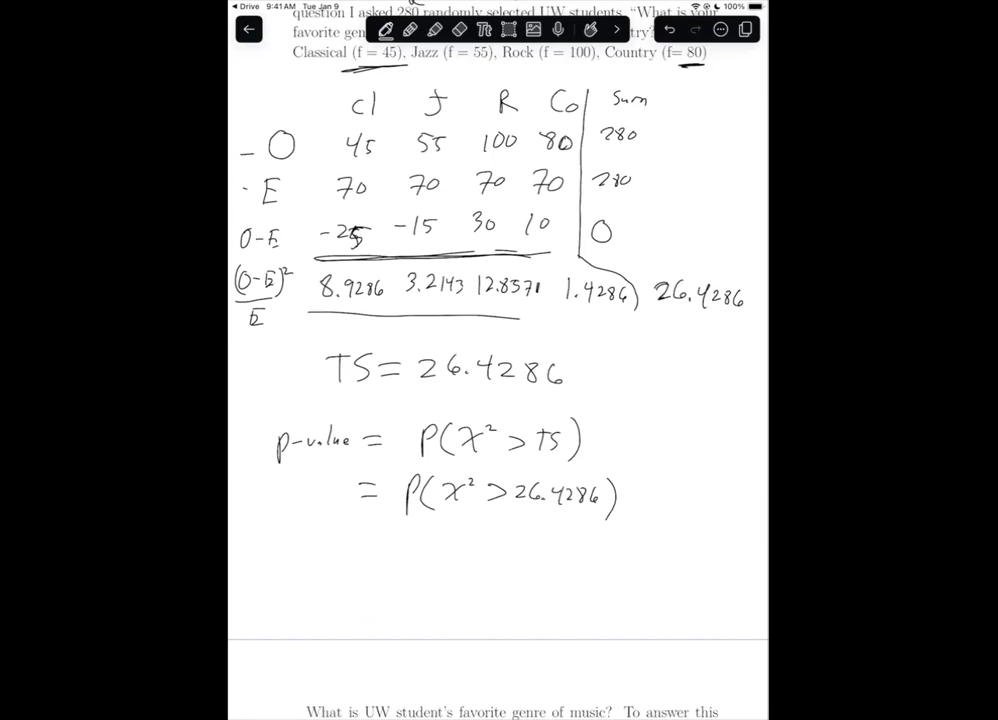 Drive 9:41 AM Tue Jan 9 100%
question I asked 280 randomly selected UW students, "What is your
favorite gen try?
Classical (f = 45), Jazz (f = 55), Rock (f = 100), Country (f= 80)
Cl J R Co Sum
- O 45 55 100 80 280
- E 70 70 70 70 280
O-E -25 -15 30 10 0
(O-E)²/E 8.9286 3.2143 12.8571 1.4286 26.4286
TS = 26.4286
p-value = P(X² > TS)
= P(X² > 26.4286)
What is UW student's favorite genre of music? To answer this